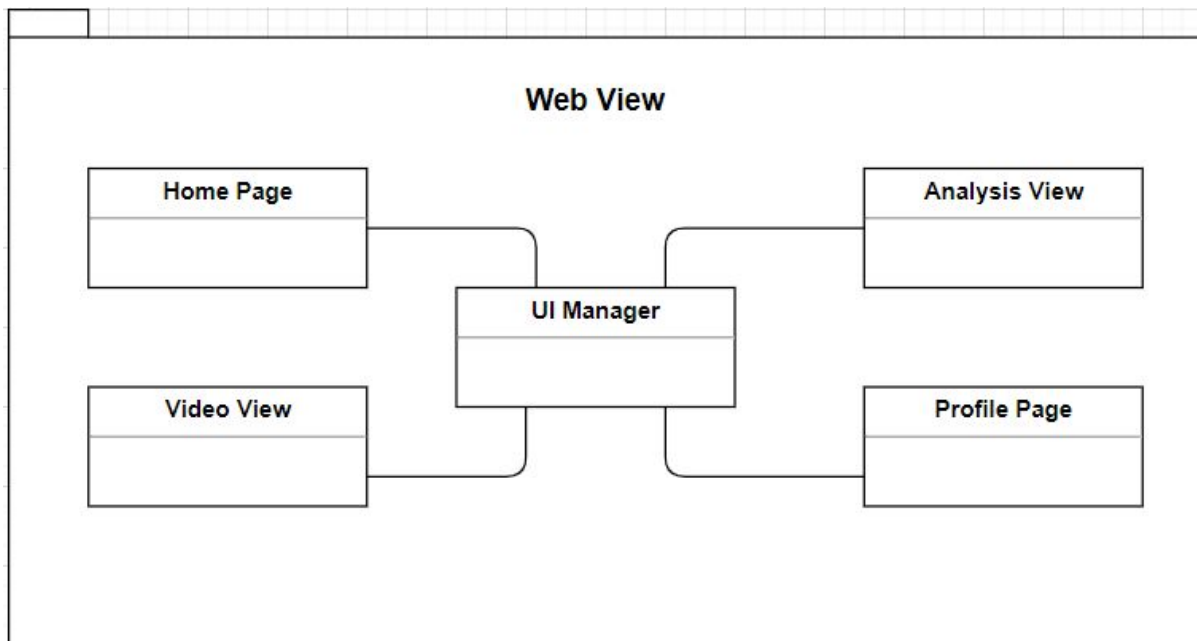 Web View
Home Page
Analysis View
UI Manager
Video View
Profile Page